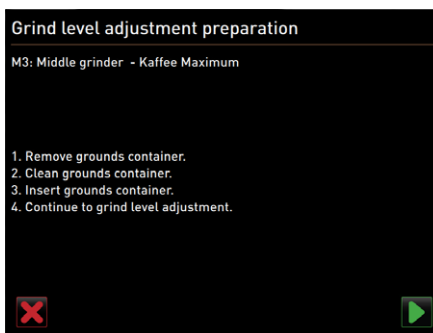 Grind level adjustment preparation
M3: Middle grinder - Kaffee Maximum
1. Remove grounds container.
2. Clean grounds container.
3. Insert grounds container.
4. Continue to grind level adjustment.